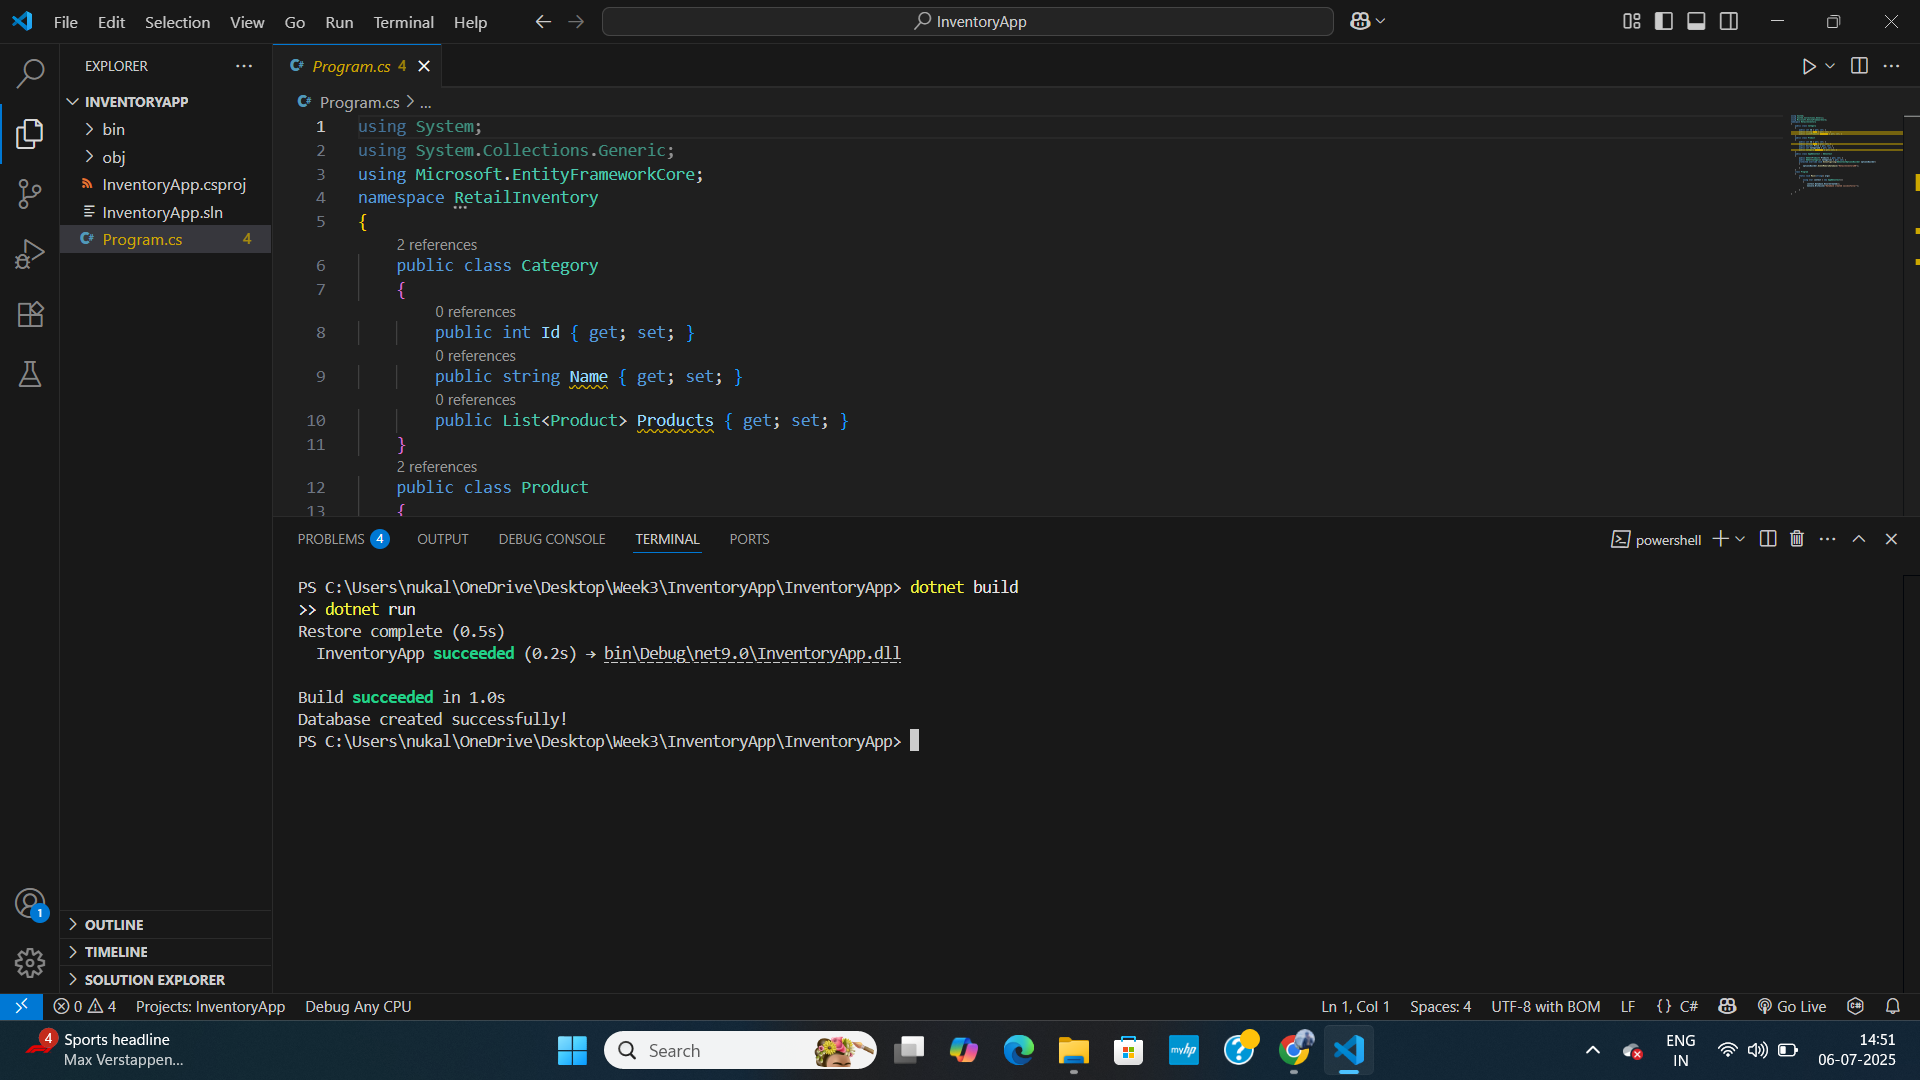 File Edit Selection View Go Run Terminal Help
InventoryApp
EXPLORER
Program.cs 4
INVENTORYAPP
bin
obj
InventoryApp.csproj
InventoryApp.sln
Program.cs 4
Program.cs > ...
1 using System;
2 using System.Collections.Generic;
3 using Microsoft.EntityFrameworkCore;
4 namespace RetailInventory
5 {
2 references
6 public class Category
7 {
0 references
8 public int Id { get; set; }
0 references
9 public string Name { get; set; }
0 references
10 public List<Product> Products { get; set; }
11 }
2 references
12 public class Product
13 {
PROBLEMS 4 OUTPUT DEBUG CONSOLE TERMINAL PORTS
powershell
PS C:\Users\nukal\OneDrive\Desktop\Week3\InventoryApp\InventoryApp> dotnet build
>> dotnet run
Restore complete (0.5s)
InventoryApp succeeded (0.2s) → bin\Debug\net9.0\InventoryApp.dll
Build succeeded in 1.0s
Database created successfully!
PS C:\Users\nukal\OneDrive\Desktop\Week3\InventoryApp\InventoryApp>
1
OUTLINE
TIMELINE
SOLUTION EXPLORER
0 4 Projects: InventoryApp Debug Any CPU
Ln 1, Col 1 Spaces: 4 UTF-8 with BOM LF {} C# Go Live
4
Sports headline
Max Verstappen...
Search
myhp
ENG
IN
14:51
06-07-2025